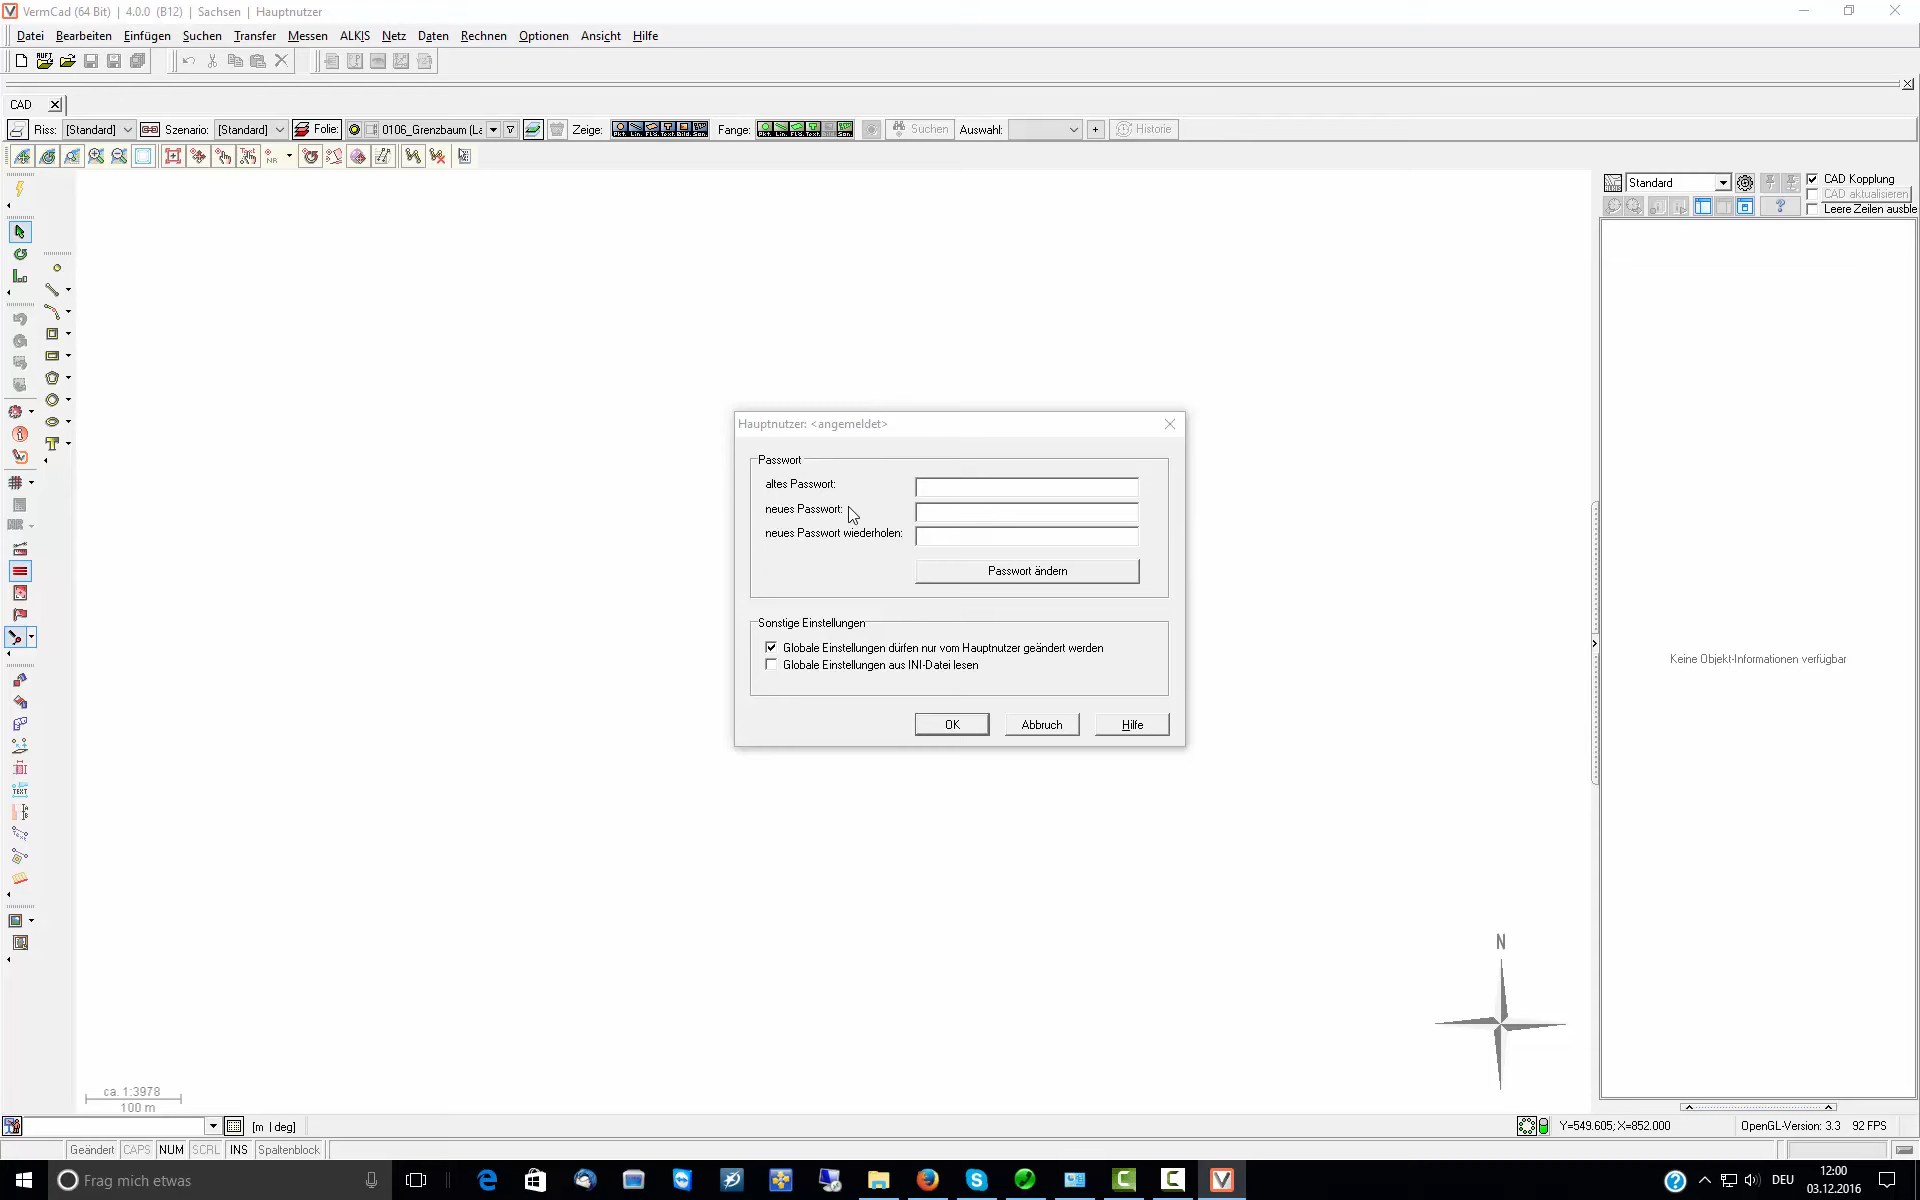 VermCad (64 Bit) | 4.0.0 (B12) | Sachsen | Hauptnutzer
Datei Bearbeiten Einfügen Suchen Transfer Messen ALKIS Netz Daten Rechnen Optionen Ansicht Hilfe
CAD
Riss: [Standard] Szenario: [Standard] Folie: 0106_Grenzbaum (La Zeige: Fange: Suchen Auswahl: + Historie
Standard
CAD Kopplung
CAD aktualisieren
Leere Zeilen ausble
Hauptnutzer: <angemeldet>
Passwort
altes Passwort:
neues Passwort:
neues Passwort wiederholen:
Passwort ändern
Sonstige Einstellungen
Globale Einstellungen dürfen nur vom Hauptnutzer geändert werden
Globale Einstellungen aus INI-Datei lesen
OK Abbruch Hilfe
Keine Objekt-Informationen verfügbar
N
ca. 1:3978
100 m
[m | deg]
Y=549.605; X=852.000
OpenGL-Version: 3.3 92 FPS
Geändert CAPS NUM SCRL INS Spaltenblock
Frag mich etwas
DEU
12:00
03.12.2016